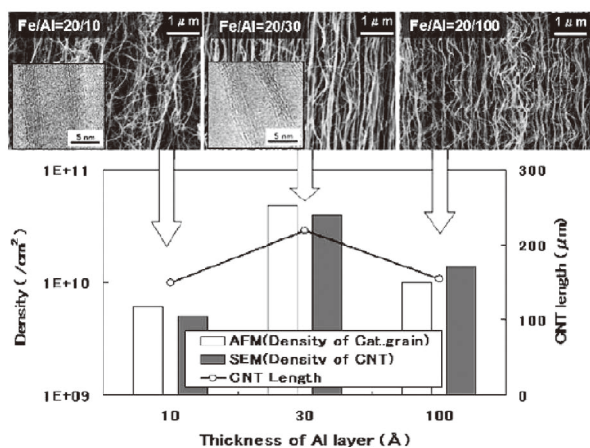 Fe/Al=20/10
1 μm
5 nm
Fe/Al=20/30
1 μm
5 nm
Fe/Al=20/100
1 μm
1E+11
1E+10
1E+09
Density (/cm²)
300
200
100
0
CNT length (μm)
AFM(Density of Cat.grain)
SEM(Density of CNT)
CNT Length
10
30
100
Thickness of Al layer (Å)